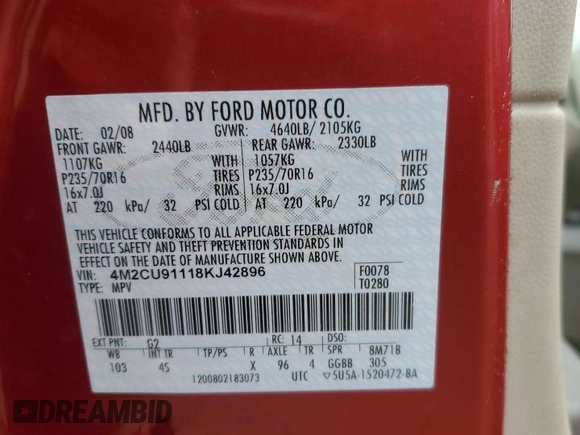 MFD. BY FORD MOTOR CO.
DATE: 02/08 GVWR: 4640LB/ 2105KG
FRONT GAWR: 2440LB REAR GAWR: 2330LB
1107KG WITH 1057KG WITH
P235/70R16 TIRES P235/70R16 TIRES
16x7.0J RIMS 16x7.0J RIMS
AT 220 kPa/ 32 PSI COLD AT 220 kPa/ 32 PSI COLD
THIS VEHICLE CONFORMS TO ALL APPLICABLE FEDERAL MOTOR
VEHICLE SAFETY AND THEFT PREVENTION STANDARDS IN
EFFECT ON THE DATE OF MANUFACTURE SHOWN ABOVE.
VIN: 4M2CU91118KJ42896 F0078
TYPE: MPV T0280
EXT PNT: G2 RC: 14 DSO:
WB INT TR TP/PS R AXLE TR SPR BM71B
103 45 X 96 4 GGBB 305
1200802183073 UTC ▽5U5A-1520472-BA
Ford
DREAMBID